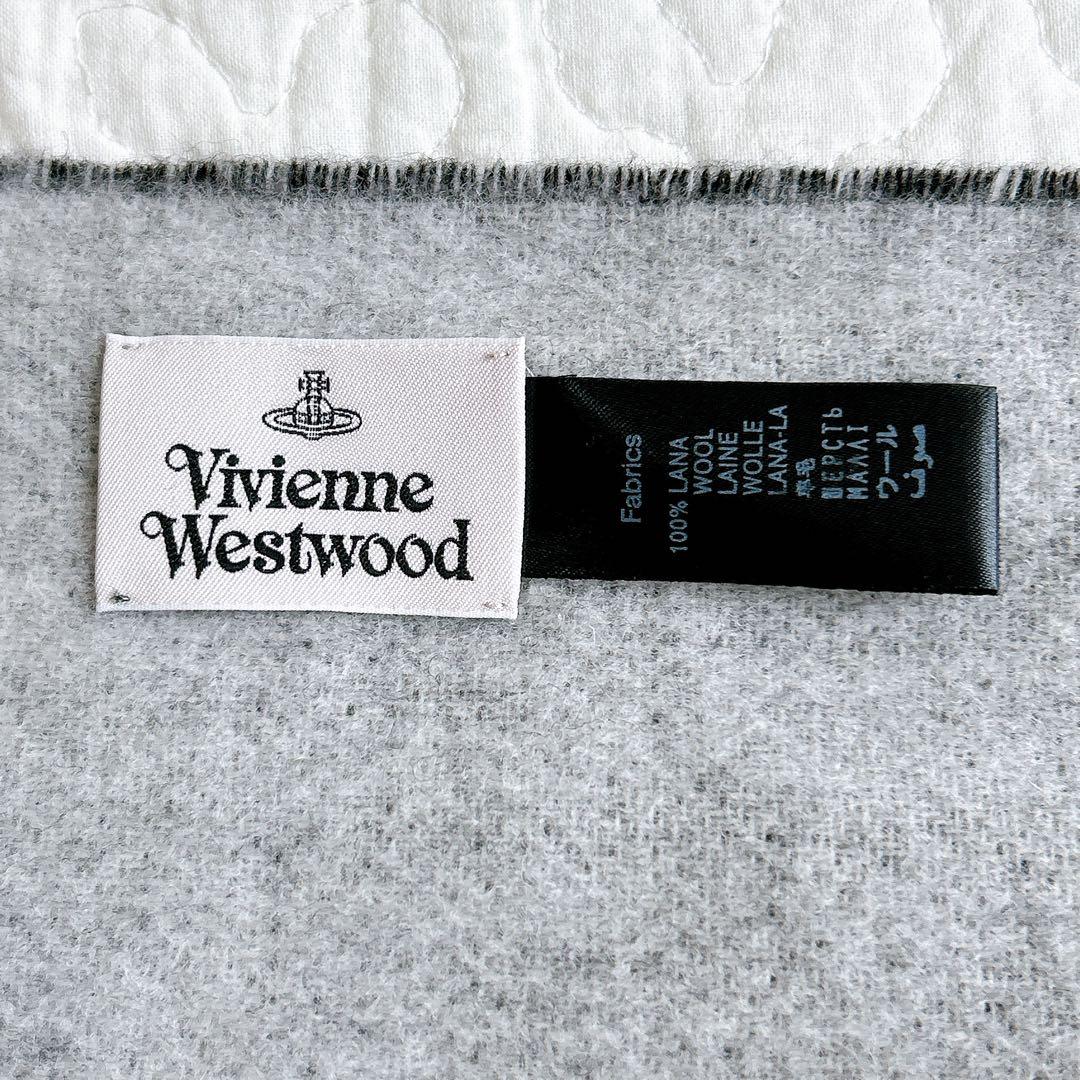 Vivienne
Westwood
Fabrics
100% LANA
WOOL
LAINE
WOLLE
LANA-LA
羊毛
ШЕРСТЬ
ΜΑΛΛΙ
ウール
صوف